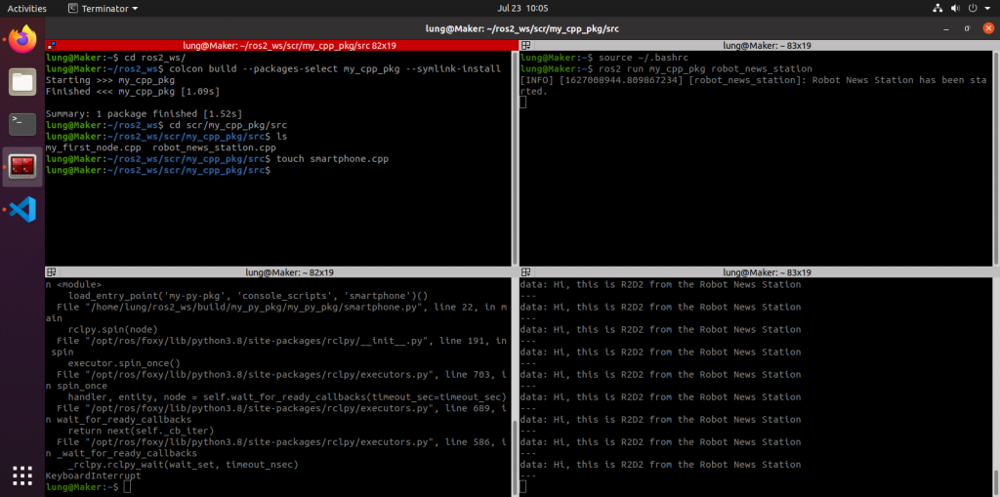 Activities
Terminator
Jul 23 10:05
lung@Maker: ~/ros2_ws/scr/my_cpp_pkg/src
lung@Maker: ~/ros2_ws/scr/my_cpp_pkg/src 82x19
lung@Maker:~$ cd ros2_ws/
lung@Maker:~/ros2_ws$ colcon build --packages-select my_cpp_pkg --symlink-install
Starting >>> my_cpp_pkg
Finished <<< my_cpp_pkg [1.09s]
Summary: 1 package finished [1.52s]
lung@Maker:~/ros2_ws$ cd scr/my_cpp_pkg/src
lung@Maker:~/ros2_ws/scr/my_cpp_pkg/src$ ls
my_first_node.cpp  robot_news_station.cpp
lung@Maker:~/ros2_ws/scr/my_cpp_pkg/src$ touch smartphone.cpp
lung@Maker:~/ros2_ws/scr/my_cpp_pkg/src$
lung@Maker: ~ 83x19
lung@Maker:~$ source ~/.bashrc
lung@Maker:~$ ros2 run my_cpp_pkg robot_news_station
[INFO] [1627008944.809867234] [robot_news_station]: Robot News Station has been sta
rted.
lung@Maker: ~ 82x19
n <module>
load_entry_point('my-py-pkg', 'console_scripts', 'smartphone')()
File "/home/lung/ros2_ws/build/my_py_pkg/my_py_pkg/smartphone.py", line 22, in m
ain
rclpy.spin(node)
File "/opt/ros/foxy/lib/python3.8/site-packages/rclpy/__init__.py", line 191, in
spin
executor.spin_once()
File "/opt/ros/foxy/lib/python3.8/site-packages/rclpy/executors.py", line 703, i
n spin_once
handler, entity, node = self.wait_for_ready_callbacks(timeout_sec=timeout_sec)
File "/opt/ros/foxy/lib/python3.8/site-packages/rclpy/executors.py", line 689, i
n wait_for_ready_callbacks
return next(self._cb_iter)
File "/opt/ros/foxy/lib/python3.8/site-packages/rclpy/executors.py", line 586, i
n _wait_for_ready_callbacks
_rclpy.rclpy_wait(wait_set, timeout_nsec)
KeyboardInterrupt
lung@Maker:~$
lung@Maker: ~ 83x19
data: Hi, this is R2D2 from the Robot News Station
---
data: Hi, this is R2D2 from the Robot News Station
---
data: Hi, this is R2D2 from the Robot News Station
---
data: Hi, this is R2D2 from the Robot News Station
---
data: Hi, this is R2D2 from the Robot News Station
---
data: Hi, this is R2D2 from the Robot News Station
---
data: Hi, this is R2D2 from the Robot News Station
---
data: Hi, this is R2D2 from the Robot News Station
---
data: Hi, this is R2D2 from the Robot News Station
---